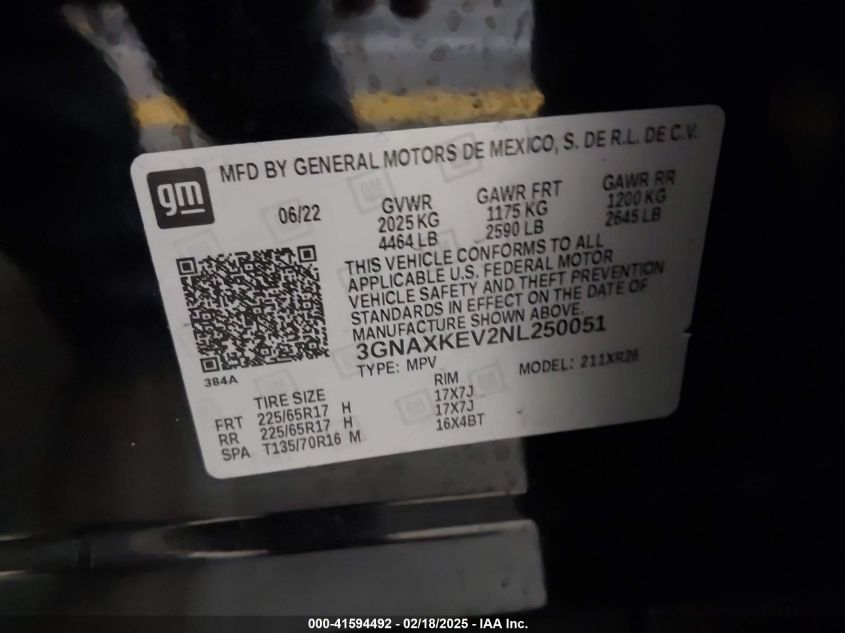 gm
MFD BY GENERAL MOTORS DE MEXICO, S. DE R.L. DE C.V.
06/22
GVWR GAWR FRT GAWR RR
2025 KG 1175 KG 1200 KG
4464 LB 2590 LB 2645 LB
THIS VEHICLE CONFORMS TO ALL
APPLICABLE U.S. FEDERAL MOTOR
VEHICLE SAFETY AND THEFT PREVENTION
STANDARDS IN EFFECT ON THE DATE OF
MANUFACTURE SHOWN ABOVE.
3GNAXKEV2NL250051
TYPE: MPV MODEL: 211XR26
384A
TIRE SIZE RIM
FRT 225/65R17 H 17X7J
RR 225/65R17 H 17X7J
SPA T135/70R16 M 16X4BT
000-41594492 - 02/18/2025 - IAA Inc.